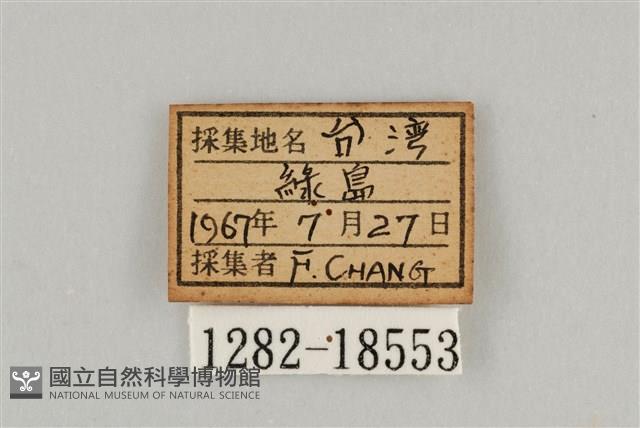 採集地名 台湾
綠島
1967年 7月27日
採集者 F. CHANG
1282-18553
國立自然科學博物館
NATIONAL MUSEUM OF NATURAL SCIENCE